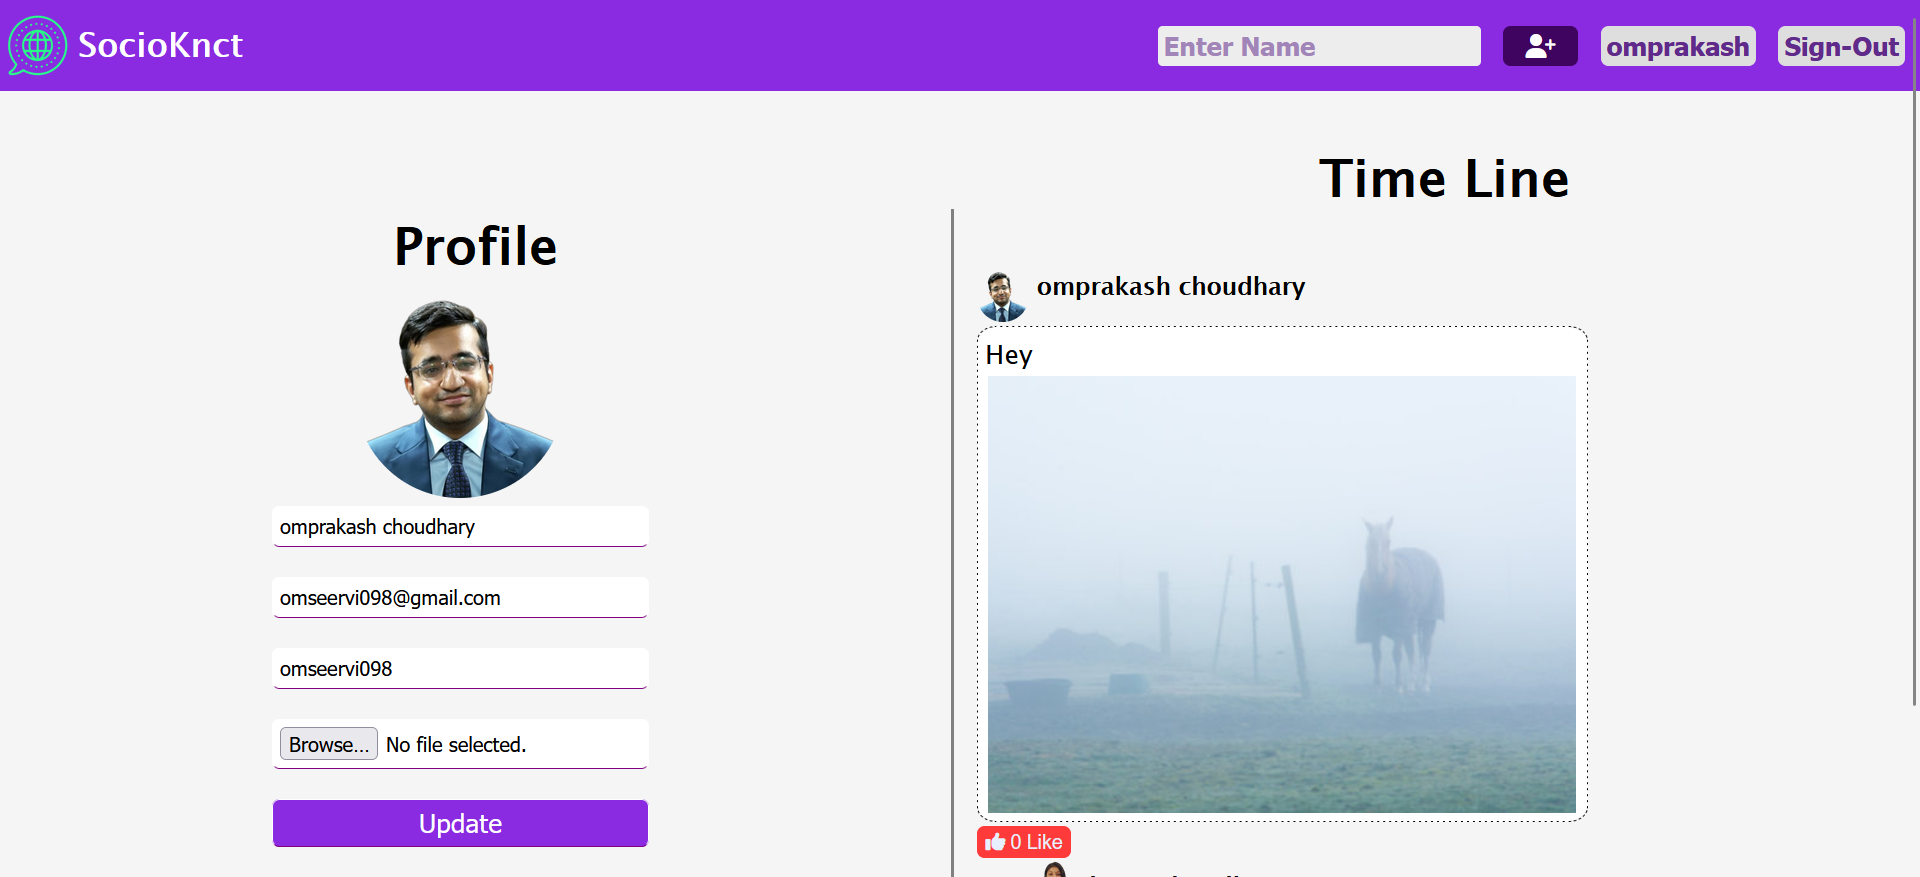 SocioKnct
Enter Name
omprakash
Sign-Out
Profile
omprakash choudhary
omseervi098@gmail.com
omseervi098
Browse... No file selected.
Update
Time Line
omprakash choudhary
Hey
0 Like